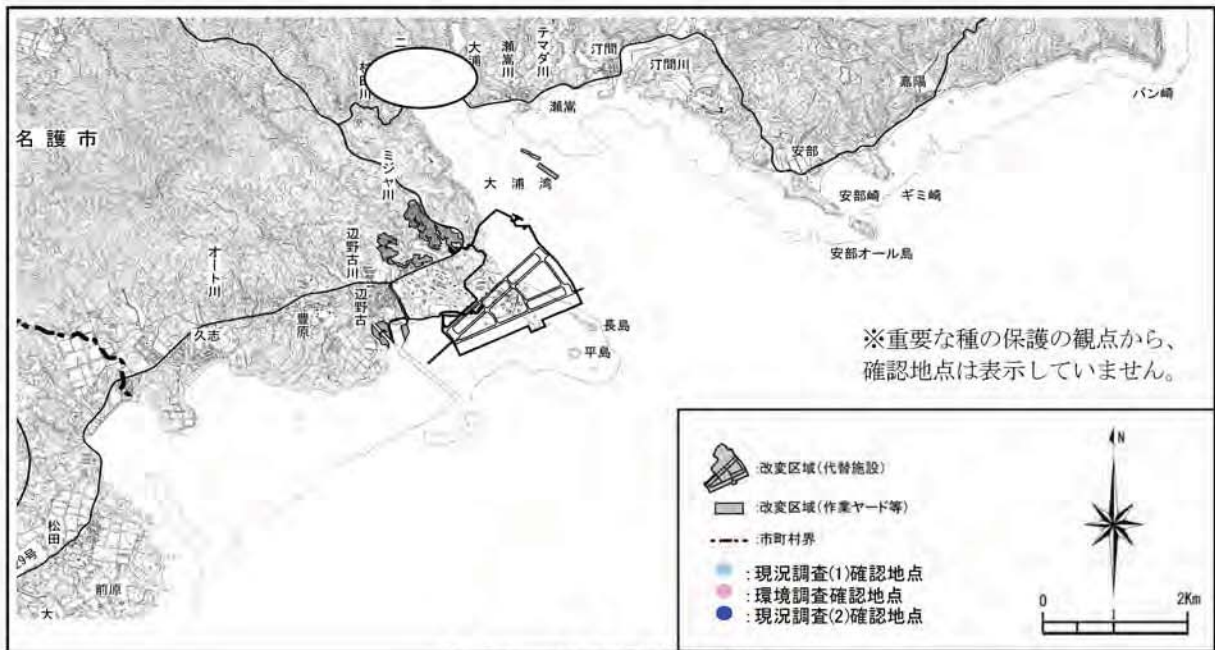 二
大浦
瀬嵩川
テマダ川
汀間
汀間川
嘉陽
バン崎
瀬嵩
名護市
安部
ミジャ川
大浦湾
安部崎
ギミ崎
安部オール島
オート川
辺野古川
辺野古
豊原
久志
長島
平島
※重要な種の保護の観点から、
確認地点は表示していません。
松田
前原
大
:改変区域(代替施設)
:改変区域(作業ヤード等)
:市町村界
:現況調査(1)確認地点
:環境調査確認地点
:現況調査(2)確認地点
N
0 2Km